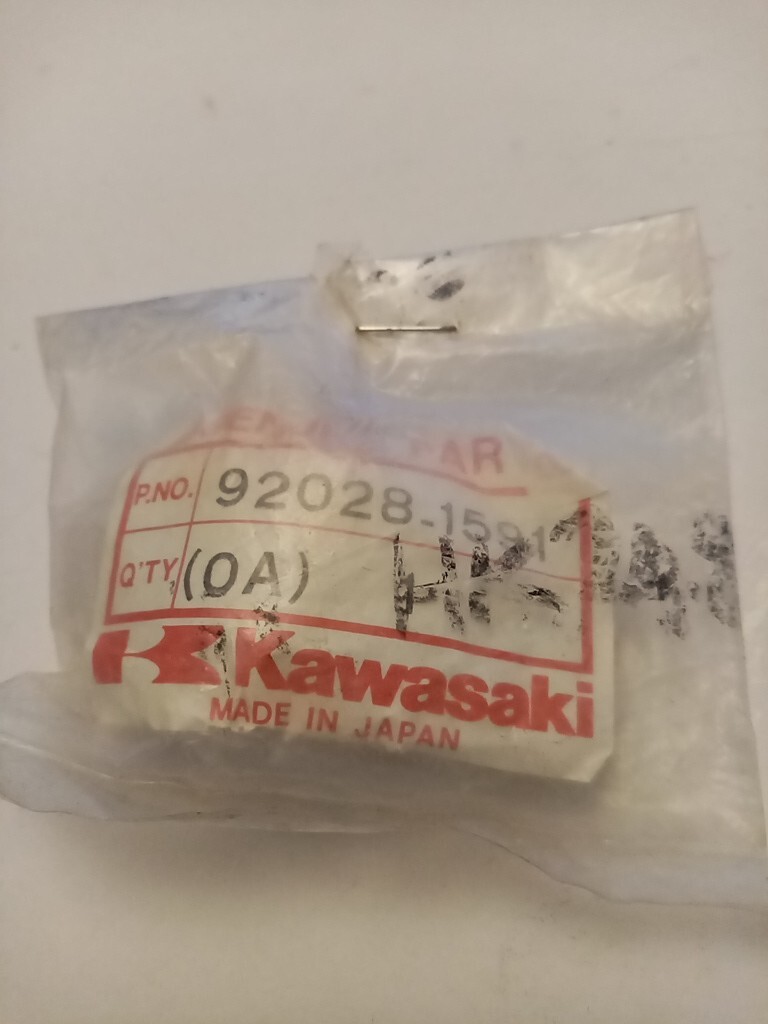 P.NO. 92028-1591
Q'TY (0A)
Kawasaki
MADE IN JAPAN